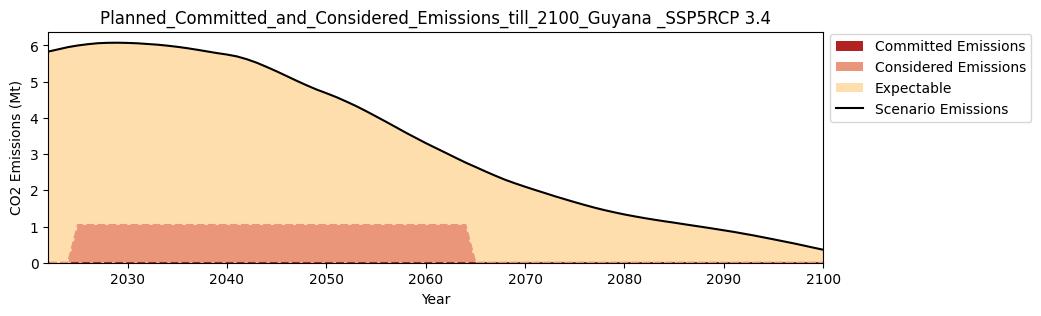 Planned_Committed_and_Considered_Emissions_till_2100_Guyana _SSP5RCP 3.4
CO2 Emissions (Mt)
6
5
4
3
2
1
0
2030 2040 2050 2060 2070 2080 2090 2100
Year
Committed Emissions
Considered Emissions
Expectable
Scenario Emissions